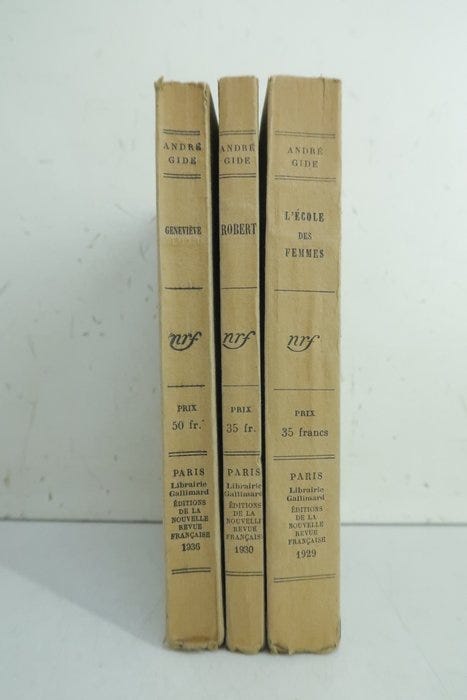 ANDRÉ
GIDE
GENEVIÈVE
nrf
PRIX
50 fr.
PARIS
Librairie
Gallimard
ÉDITIONS
DE LA
NOUVELLE
REVUE
FRANÇAISE
1936
ANDRÉ
GIDE
ROBERT
nrf
PRIX
35 fr.
PARIS
Librairie
Gallimard
ÉDITIONS
DE LA
NOUVELLE
REVUE
FRANÇAISE
1930
ANDRÉ
GIDE
L'ÉCOLE
DES
FEMMES
nrf
PRIX
35 francs
PARIS
Librairie
Gallimard
ÉDITIONS
DE LA
NOUVELLE
REVUE
FRANÇAISE
1929